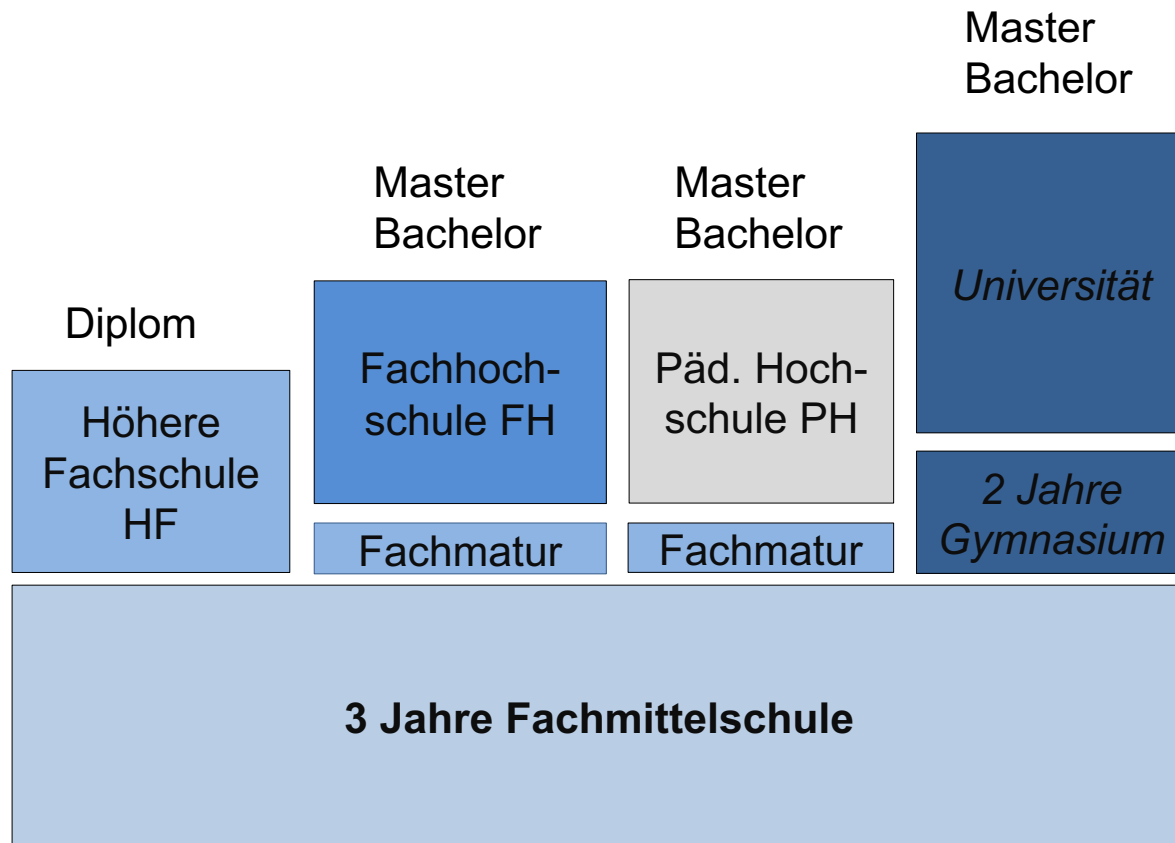 Master
Bachelor
Master
Bachelor
Master
Bachelor
Diplom
Universität
Fachhoch-
schule FH
Päd. Hoch-
schule PH
Höhere
Fachschule
HF
2 Jahre
Gymnasium
Fachmatur
Fachmatur
3 Jahre Fachmittelschule